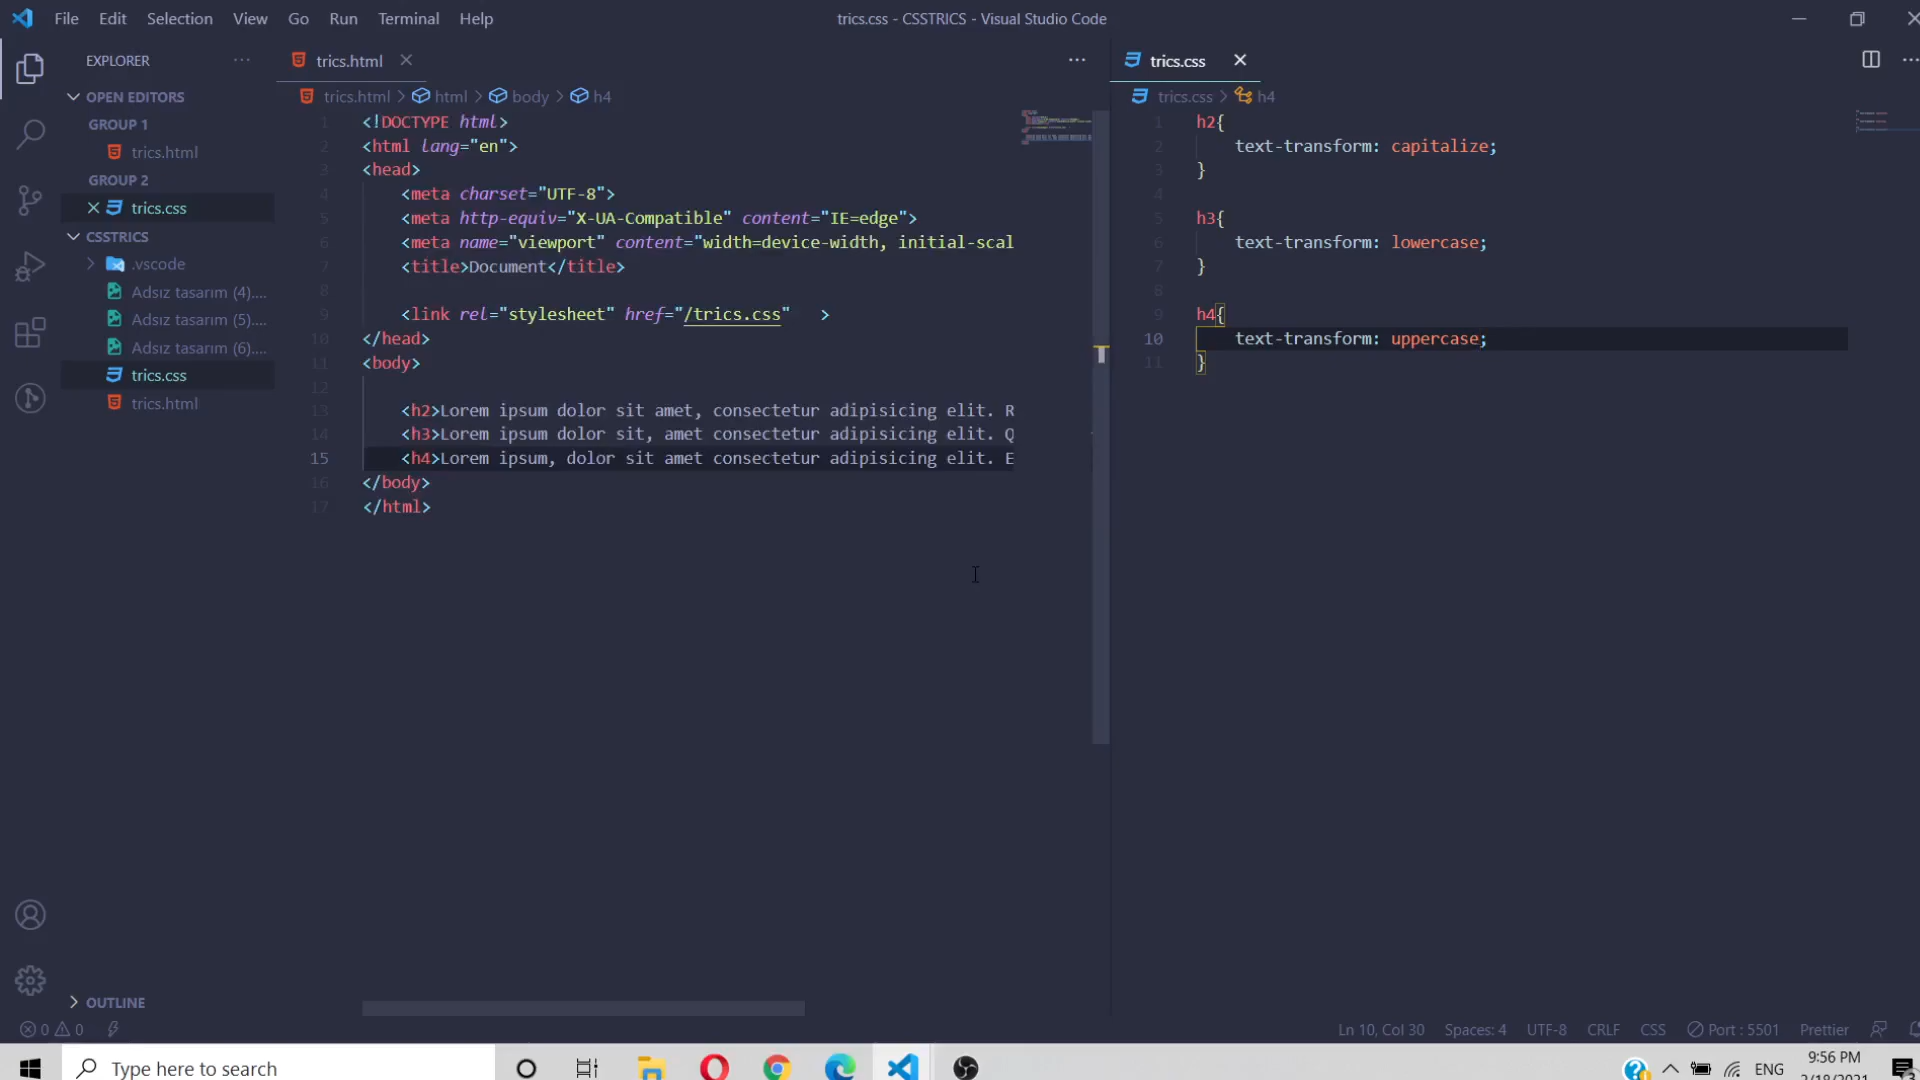 File Edit Selection View Go Run Terminal Help
trics.css - CSSTRICS - Visual Studio Code
EXPLORER
OPEN EDITORS
GROUP 1
trics.html
GROUP 2
trics.css
CSSTRICS
.vscode
Adsız tasarım (4)....
Adsız tasarım (5)....
Adsız tasarım (6)....
trics.css
trics.html
OUTLINE
trics.html
trics.html > html > body > h4
1 <!DOCTYPE html>
2 <html lang="en">
3 <head>
4 <meta charset="UTF-8">
5 <meta http-equiv="X-UA-Compatible" content="IE=edge">
6 <meta name="viewport" content="width=device-width, initial-scal
7 <title>Document</title>
8
9 <link rel="stylesheet" href="/trics.css" >
10 </head>
11 <body>
12
13 <h2>Lorem ipsum dolor sit amet, consectetur adipisicing elit. R
14 <h3>Lorem ipsum dolor sit, amet consectetur adipisicing elit. Q
15 <h4>Lorem ipsum, dolor sit amet consectetur adipisicing elit. E
16 </body>
17 </html>
trics.css
trics.css > h4
1 h2{
2 text-transform: capitalize;
3 }
4
5 h3{
6 text-transform: lowercase;
7 }
8
9 h4{
10 text-transform: uppercase;
11 }
0 0
Ln 10, Col 30 Spaces: 4 UTF-8 CRLF CSS Port : 5501 Prettier
Type here to search
ENG
9:56 PM
2/18/2021